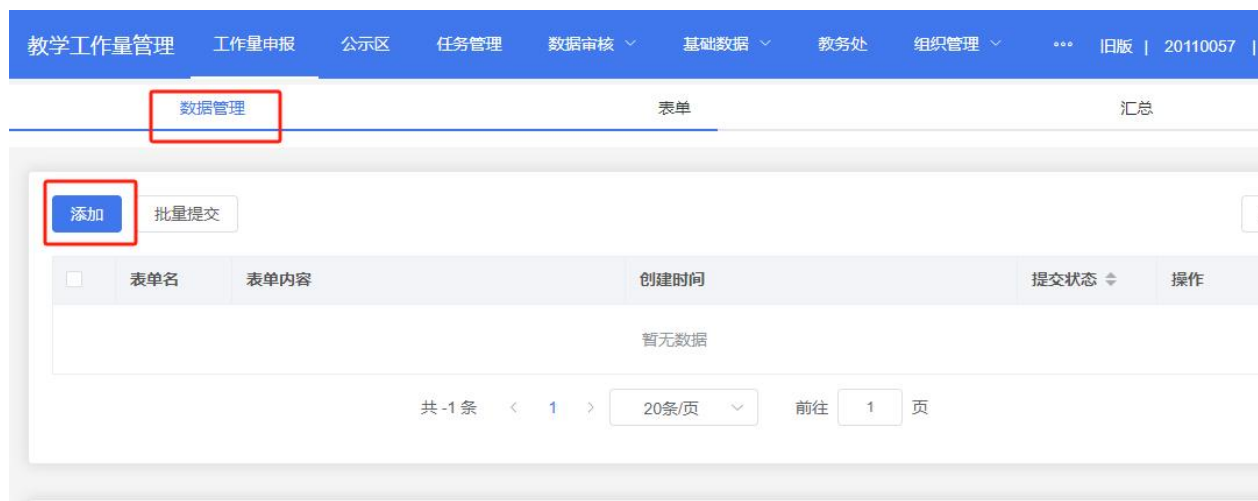 教学工作量管理 工作量申报 公示区 任务管理 数据审核 基础数据 教务处 组织管理 ··· 旧版 | 20110057 |
数据管理 表单 汇总
添加 批量提交
表单名 表单内容 创建时间 提交状态 操作
暂无数据
共 -1 条 < 1 > 20条/页 前往 1 页